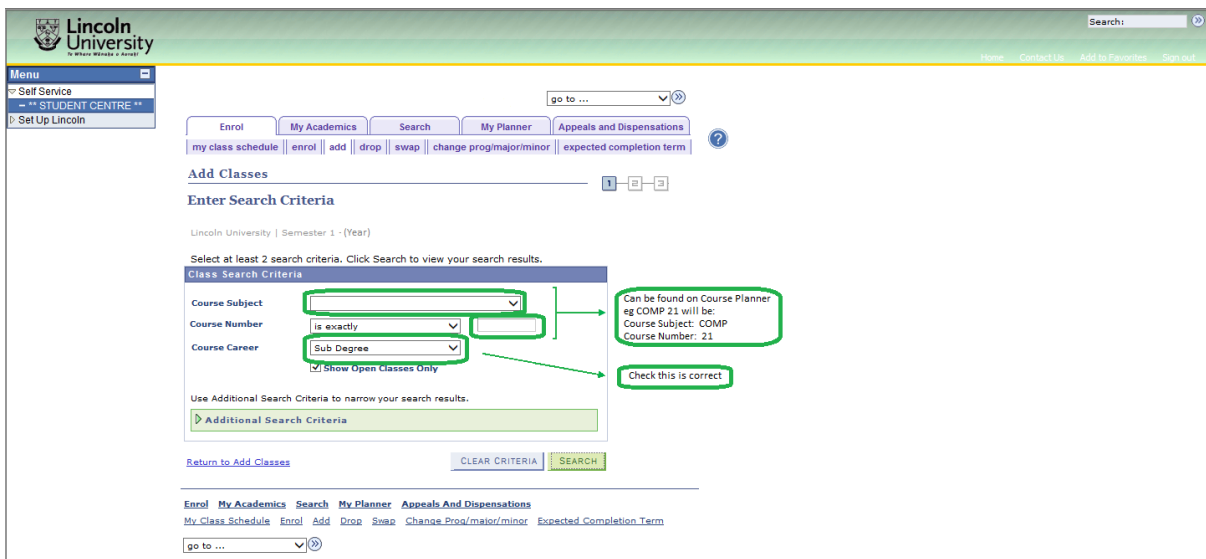 Lincoln
University
Te Whare Wānaka o Aoraki
Search:
Home Contact Us Add to Favorites Sign out
Menu
Self Service
** STUDENT CENTRE **
Set Up Lincoln
go to ...
Enrol My Academics Search My Planner Appeals and Dispensations
my class schedule enrol add drop swap change prog/major/minor expected completion term
Add Classes
1 2 3
Enter Search Criteria
Lincoln University | Semester 1 - (Year)
Select at least 2 search criteria. Click Search to view your search results.
Class Search Criteria
Course Subject
Course Number is exactly
Course Career Sub Degree
Show Open Classes Only
Can be found on Course Planner
eg COMP 21 will be:
Course Subject: COMP
Course Number: 21
Check this is correct
Use Additional Search Criteria to narrow your search results.
Additional Search Criteria
Return to Add Classes CLEAR CRITERIA SEARCH
Enrol My Academics Search My Planner Appeals And Dispensations
My Class Schedule Enrol Add Drop Swap Change Prog/major/minor Expected Completion Term
go to ...